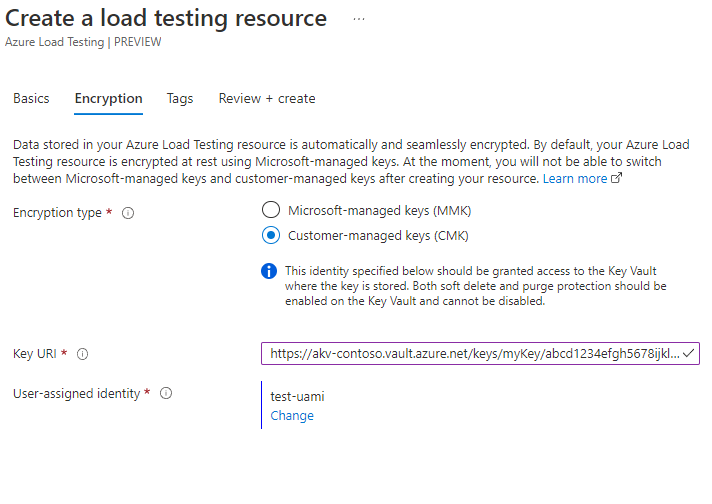 Create a load testing resource ...
Azure Load Testing | PREVIEW
Basics Encryption Tags Review + create
Data stored in your Azure Load Testing resource is automatically and seamlessly encrypted. By default, your Azure Load
Testing resource is encrypted at rest using Microsoft-managed keys. At the moment, you will not be able to switch
between Microsoft-managed keys and customer-managed keys after creating your resource. Learn more
Encryption type *
Microsoft-managed keys (MMK)
Customer-managed keys (CMK)
This identity specified below should be granted access to the Key Vault
where the key is stored. Both soft delete and purge protection should be
enabled on the Key Vault and cannot be disabled.
Key URI * https://akv-contoso.vault.azure.net/keys/myKey/abcd1234efgh5678ijkl...
User-assigned identity * test-uami
Change